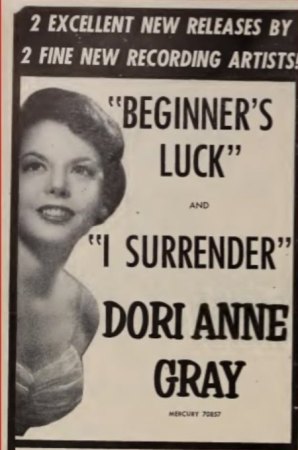 2 EXCELLENT NEW RELEASES BY
2 FINE NEW RECORDING ARTISTS!
"BEGINNER'S
LUCK"
AND
"I SURRENDER"
DORI ANNE
GRAY
MERCURY 70857